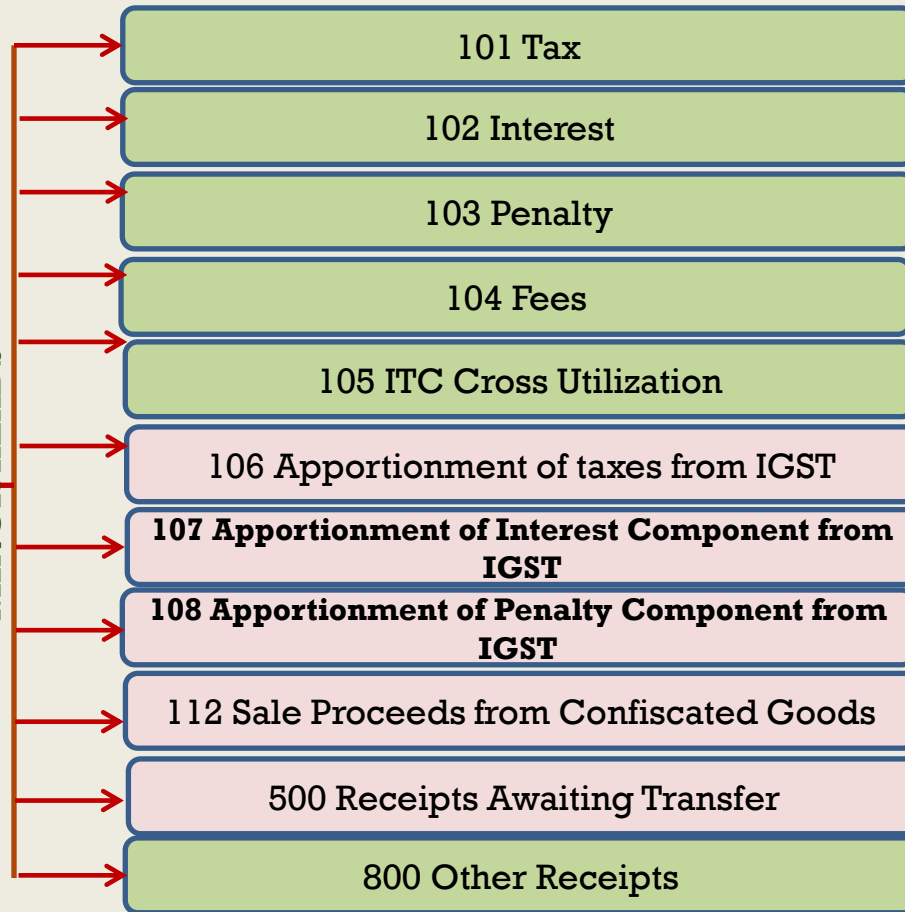 101 Tax
102 Interest
103 Penalty
104 Fees
105 ITC Cross Utilization
106 Apportionment of taxes from IGST
107 Apportionment of Interest Component from
IGST
108 Apportionment of Penalty Component from
IGST
112 Sale Proceeds from Confiscated Goods
500 Receipts Awaiting Transfer
800 Other Receipts